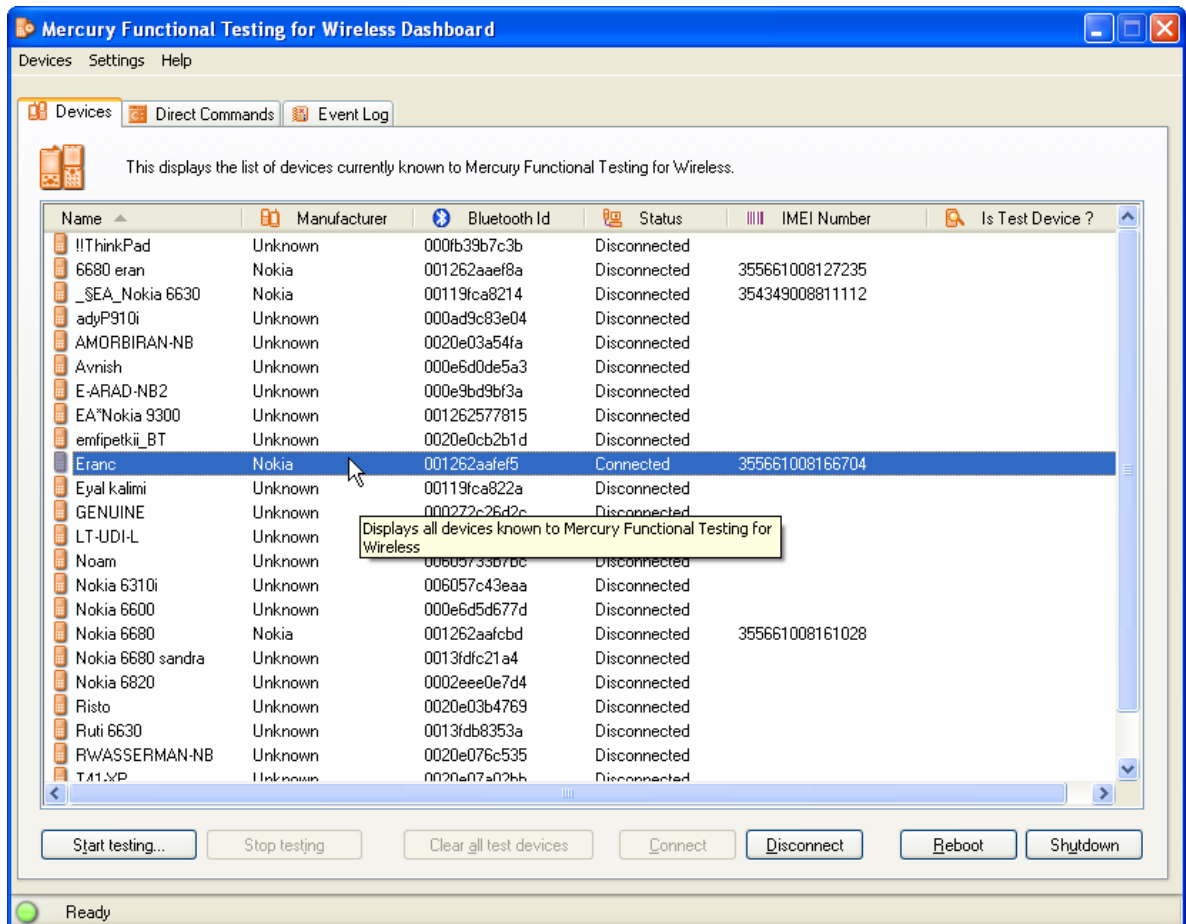 Mercury Functional Testing for Wireless Dashboard
Devices Settings Help
Devices Direct Commands Event Log
This displays the list of devices currently known to Mercury Functional Testing for Wireless.
Name Manufacturer Bluetooth Id Status IMEI Number Is Test Device ?
!!ThinkPad Unknown 000fb39b7c3b Disconnected
6680 eran Nokia 001262aaef8a Disconnected 355661008127235
_§EA_Nokia 6630 Nokia 00119fca8214 Disconnected 354349008811112
adyP910i Unknown 000ad9c83e04 Disconnected
AMORBIRAN-NB Unknown 0020e03a54fa Disconnected
Avnish Unknown 000e6d0de5a3 Disconnected
E-ARAD-NB2 Unknown 000e9bd9bf3a Disconnected
EA*Nokia 9300 Unknown 001262577815 Disconnected
emfipetkii_BT Unknown 0020e0cb2b1d Disconnected
Eranc Nokia 001262aafef5 Connected 355661008166704
Eyal kalimi Unknown 00119fca822a Disconnected
GENUINE Unknown 000272c26d2c Disconnected
LT-UDI-L Unknown
Displays all devices known to Mercury Functional Testing for
Wireless
Noam Unknown 00605733b7bc Disconnected
Nokia 6310i Unknown 006057c43eaa Disconnected
Nokia 6600 Unknown 000e6d5d677d Disconnected
Nokia 6680 Nokia 001262aafcbd Disconnected 355661008161028
Nokia 6680 sandra Unknown 0013fdfc21a4 Disconnected
Nokia 6820 Unknown 0002eee0e7d4 Disconnected
Risto Unknown 0020e03b4769 Disconnected
Ruti 6630 Unknown 0013fdb8353a Disconnected
RWASSERMAN-NB Unknown 0020e076c535 Disconnected
T41-XP Unknown 0020e07a02bb Disconnected
Start testing... Stop testing Clear all test devices Connect Disconnect Reboot Shutdown
Ready